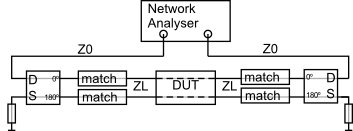 Network
Analyser
Z0 Z0
D 0° match match 0° D
ZL DUT ZL
S 180° match match 180° S